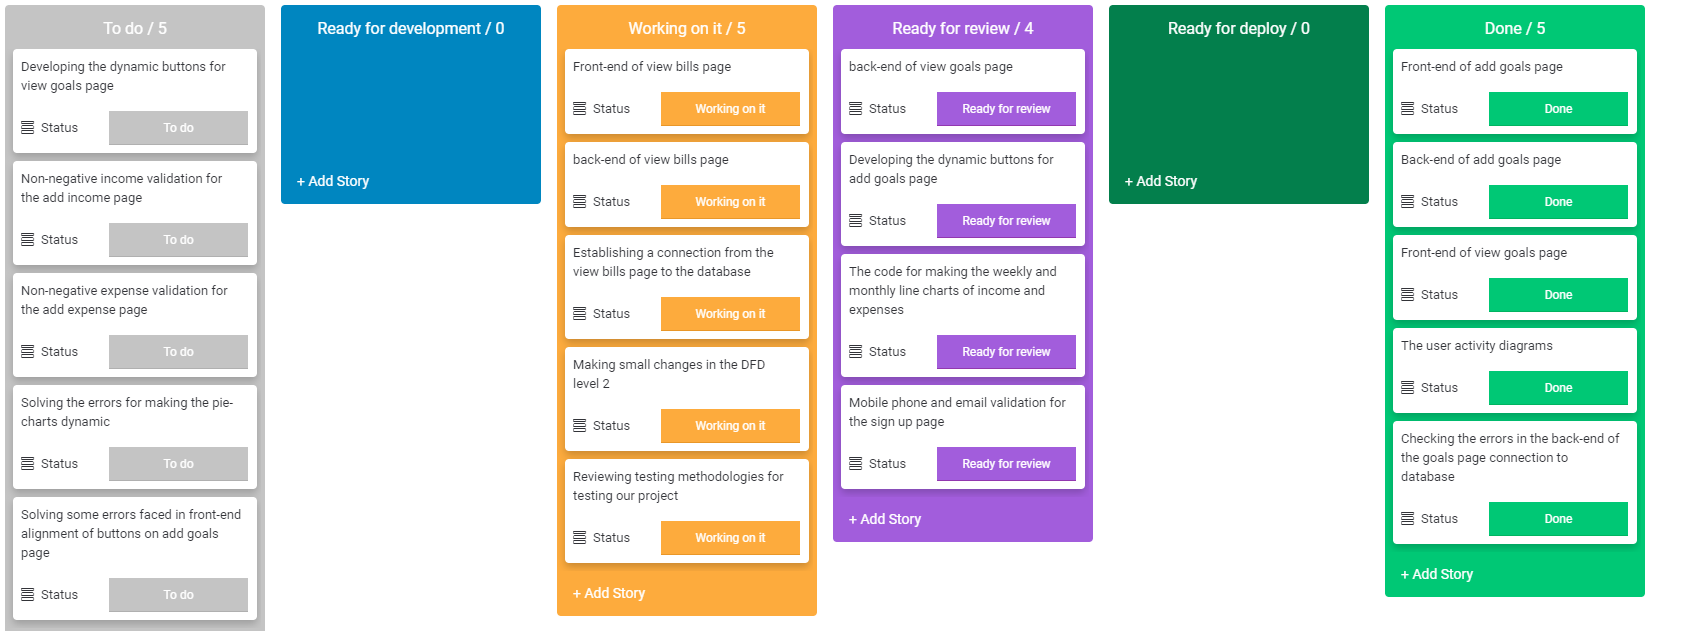 To do / 5
Developing the dynamic buttons for
view goals page
Status
To do
Non-negative income validation for
the add income page
Status
To do
Non-negative expense validation for
the add expense page
Status
To do
Solving the errors for making the pie-
charts dynamic
Status
To do
Solving some errors faced in front-end
alignment of buttons on add goals
page
Status
To do
Ready for development / 0
+ Add Story
Working on it / 5
Front-end of view bills page
Status
Working on it
back-end of view bills page
Status
Working on it
Establishing a connection from the
view bills page to the database
Status
Working on it
Making small changes in the DFD
level 2
Status
Working on it
Reviewing testing methodologies for
testing our project
Status
Working on it
+ Add Story
Ready for review / 4
back-end of view goals page
Status
Ready for review
Developing the dynamic buttons for
add goals page
Status
Ready for review
The code for making the weekly and
monthly line charts of income and
expenses
Status
Ready for review
Mobile phone and email validation for
the sign up page
Status
Ready for review
+ Add Story
Ready for deploy / 0
+ Add Story
Done / 5
Front-end of add goals page
Status
Done
Back-end of add goals page
Status
Done
Front-end of view goals page
Status
Done
The user activity diagrams
Status
Done
Checking the errors in the back-end of
the goals page connection to
database
Status
Done
+ Add Story